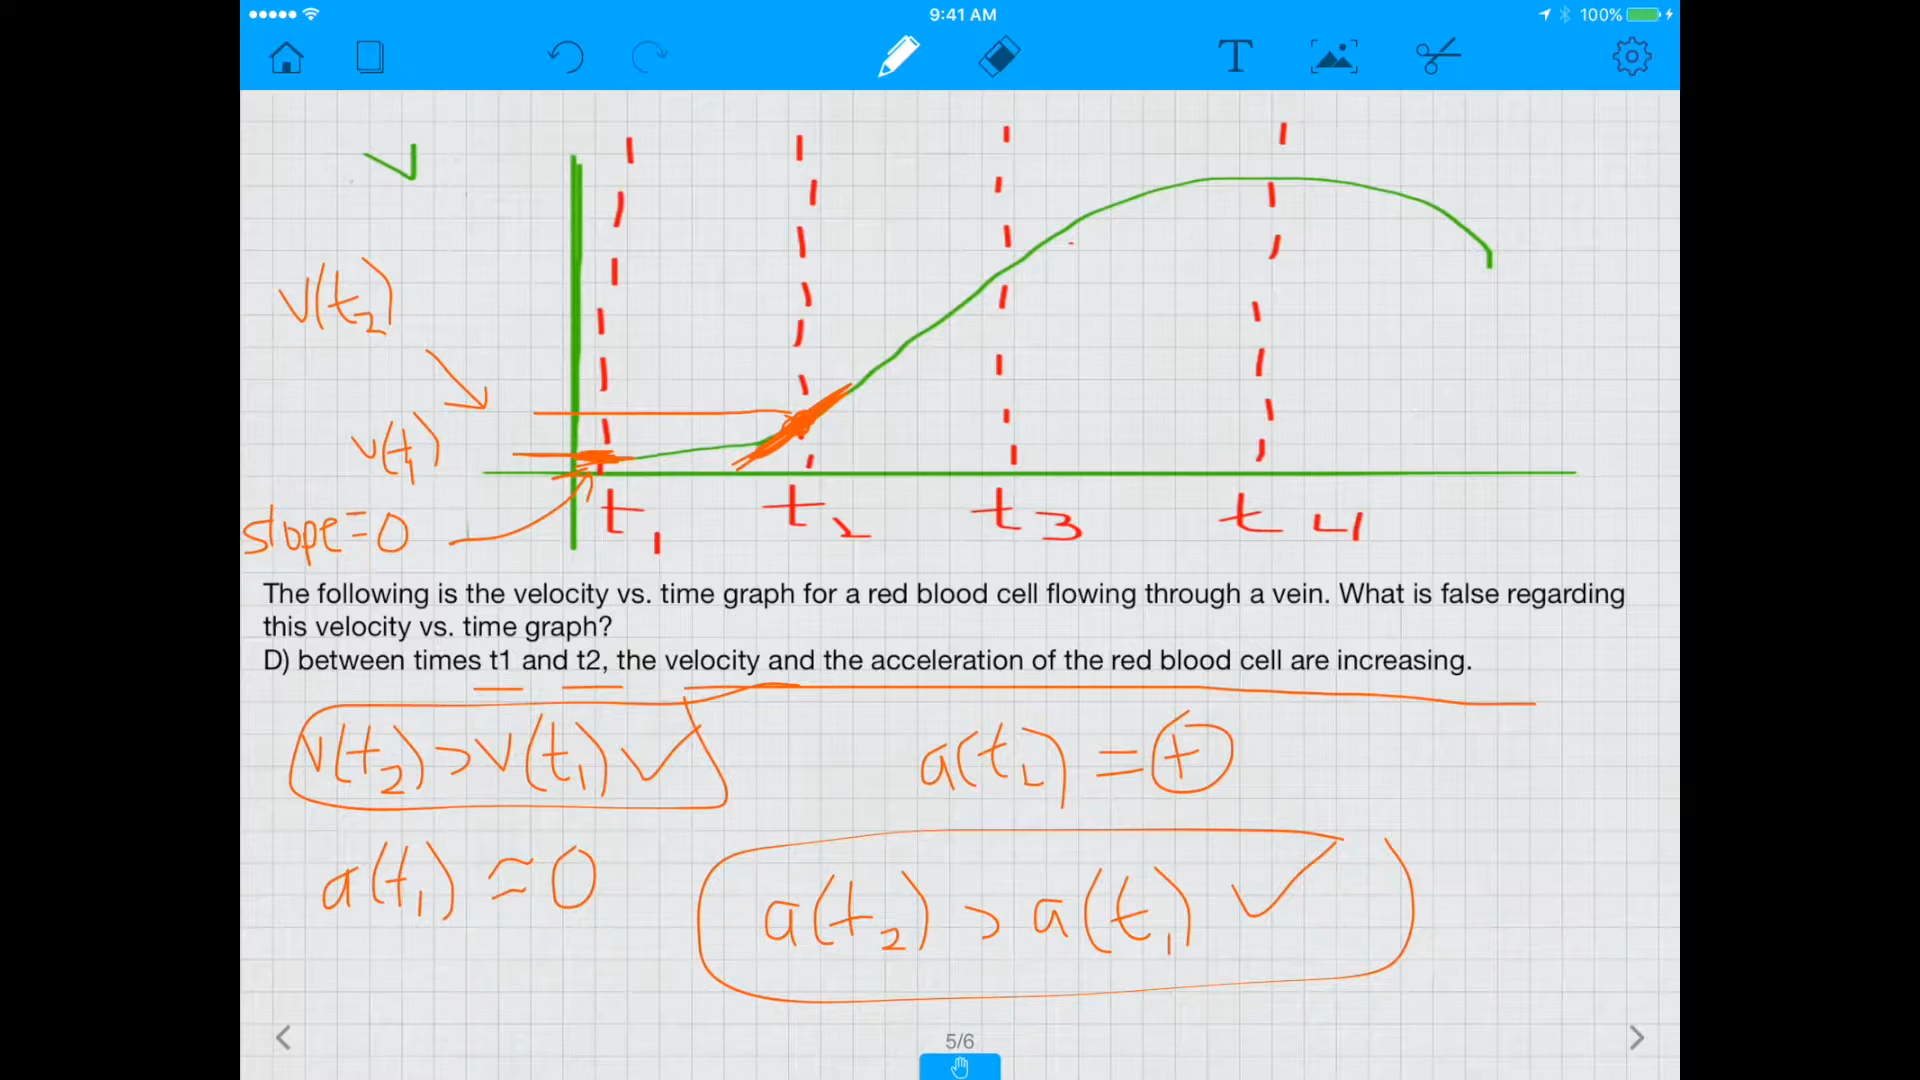 9:41 AM
100%
T
V
v(t2)
v(t1)
slope=0
t1
t2
t3
t4
The following is the velocity vs. time graph for a red blood cell flowing through a vein. What is false regarding
this velocity vs. time graph?
D) between times t1 and t2, the velocity and the acceleration of the red blood cell are increasing.
v(t2)>v(t1) ✓
a(t2) = +
a(t1) ≈ 0
a(t2) > a(t1) ✓
5/6